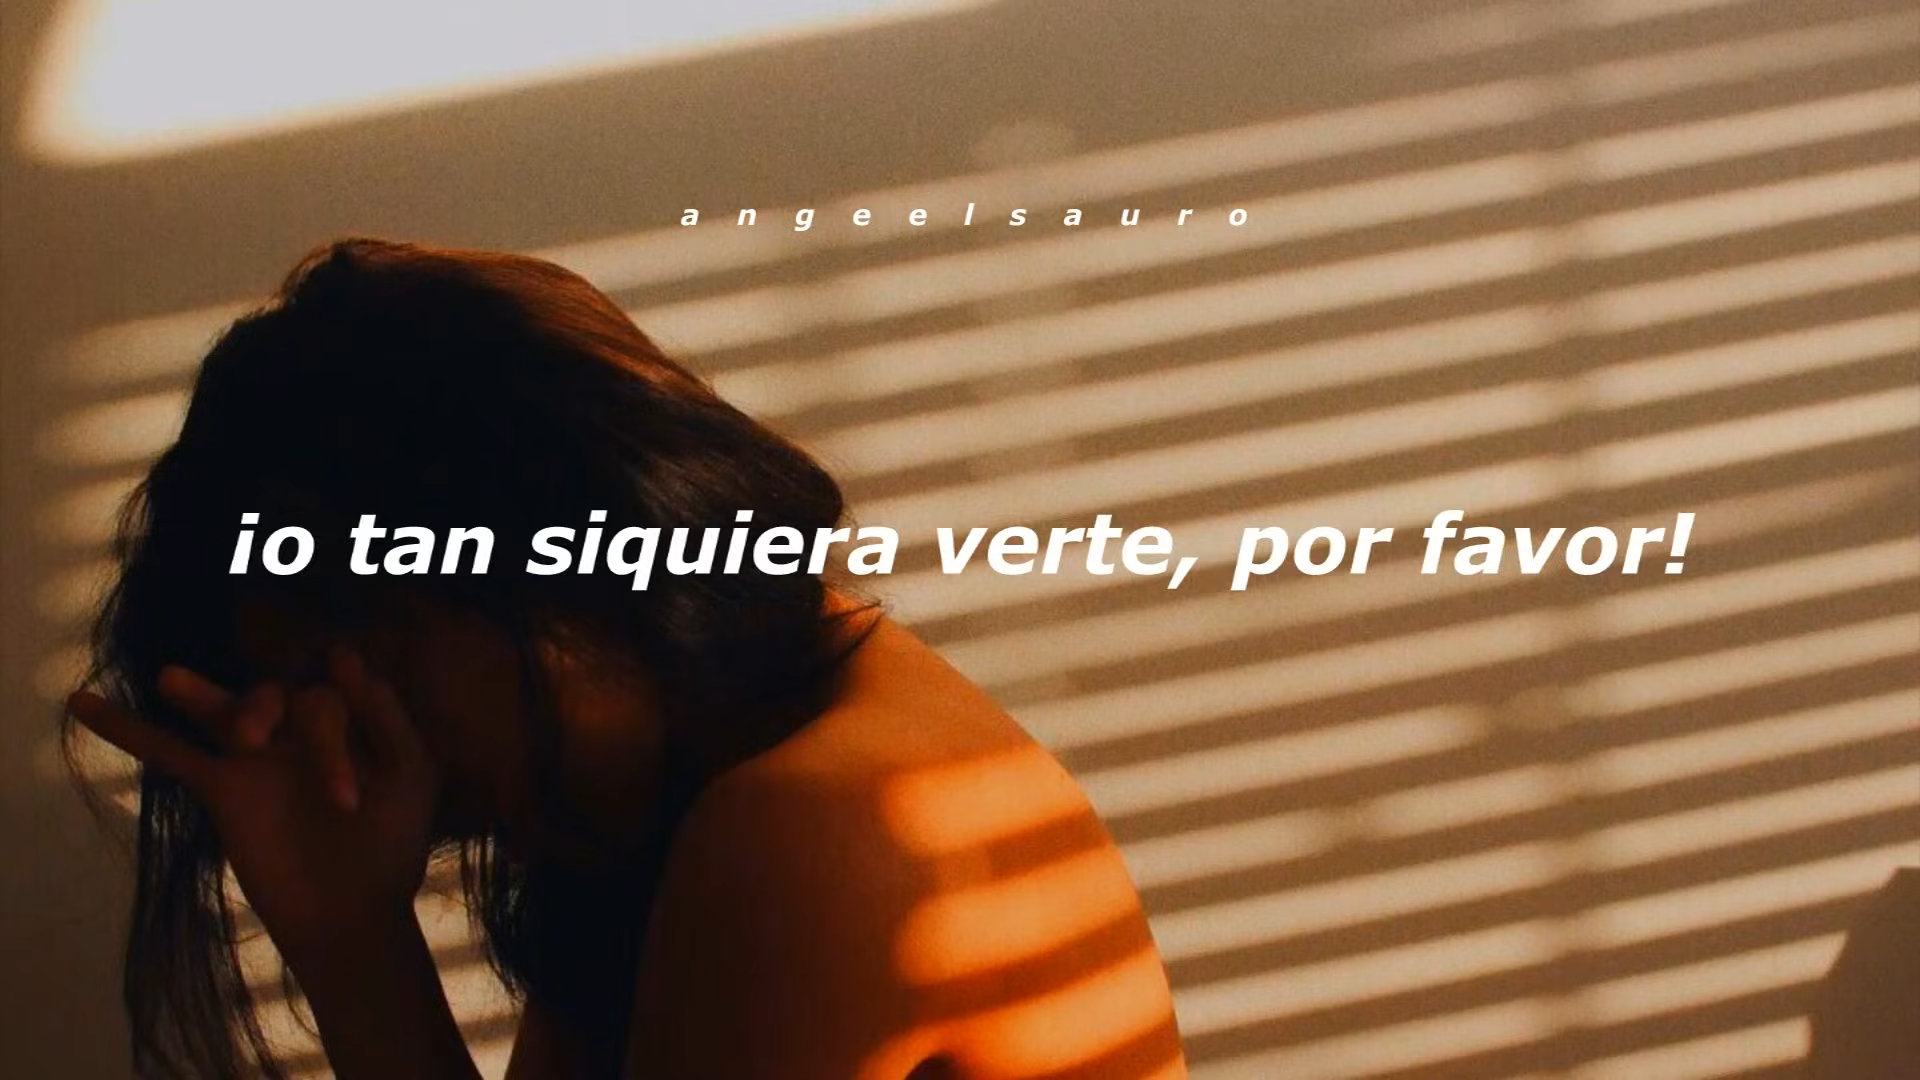 a n g e e l s a u r o
¡o tan siquiera verte, por favor!